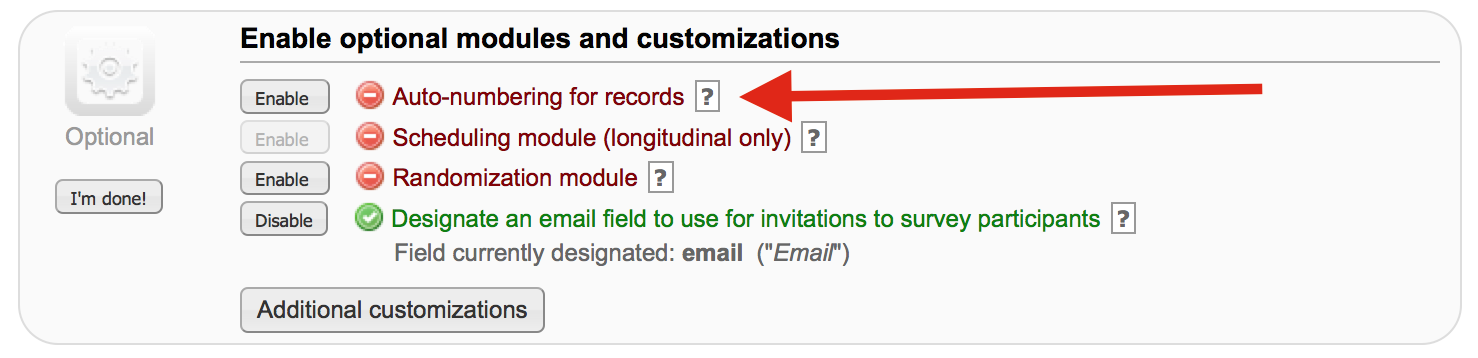 Enable optional modules and customizations
Enable Auto-numbering for records ?
Optional
Enable Scheduling module (longitudinal only) ?
Enable Randomization module ?
I'm done!
Disable Designate an email field to use for invitations to survey participants ?
Field currently designated: email ("Email")
Additional customizations